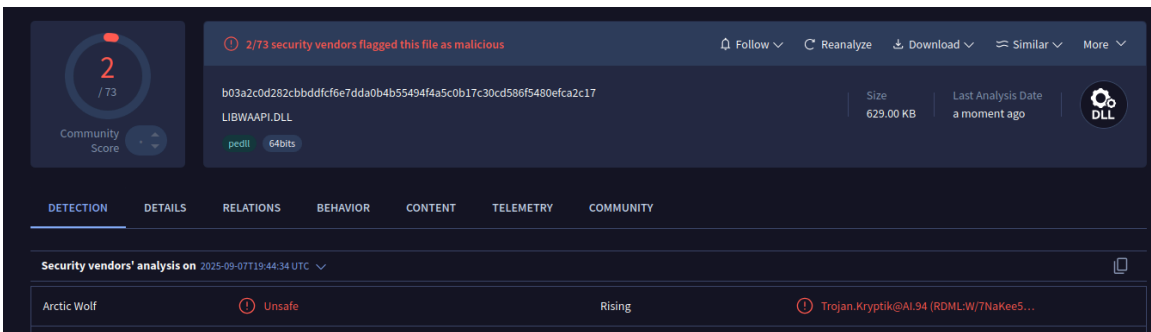 2
/ 73
Community
Score
2/73 security vendors flagged this file as malicious
Follow
Reanalyze
Download
Similar
More
b03a2c0d282cbbddfcf6e7dda0b4b55494f4a5c0b17c30cd586f5480efca2c17
LIBWAAPI.DLL
pedll
64bits
Size
629.00 KB
Last Analysis Date
a moment ago
DLL
DETECTION DETAILS RELATIONS BEHAVIOR CONTENT TELEMETRY COMMUNITY
Security vendors' analysis on 2025-09-07T19:44:34 UTC
Arctic Wolf Unsafe Rising Trojan.Kryptik@AI.94 (RDML:W/7NaKee5...